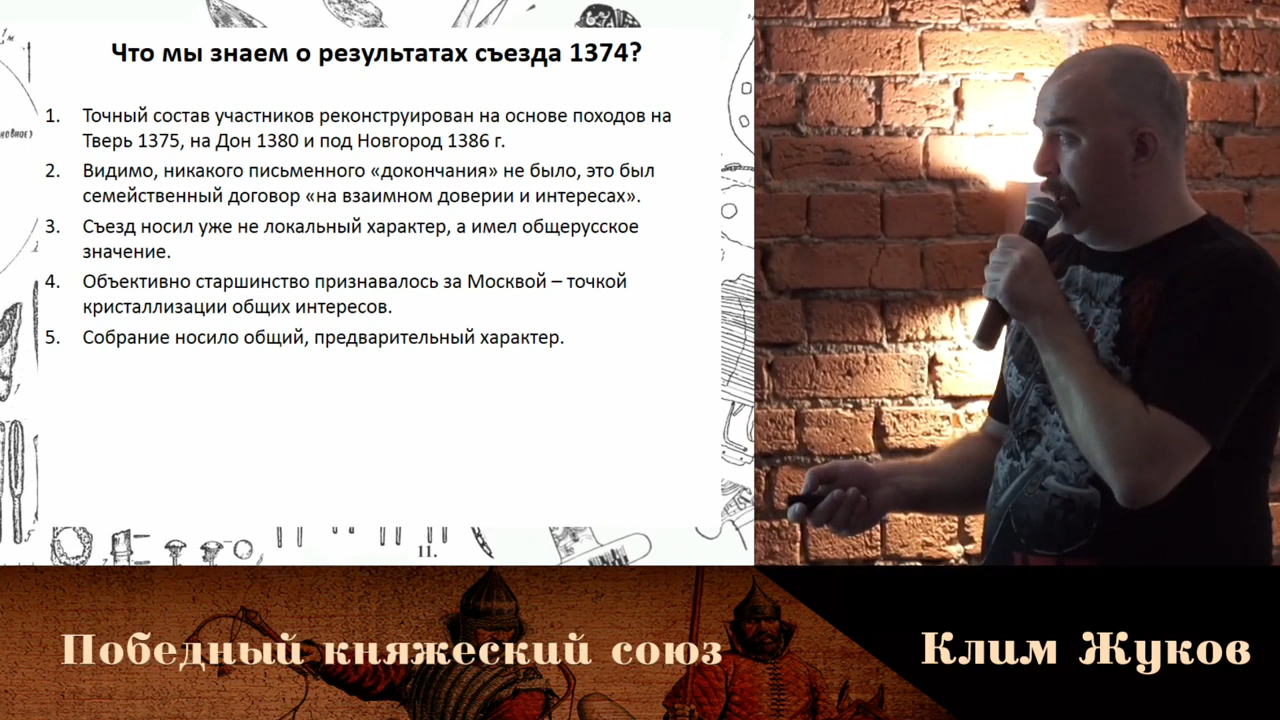 Что мы знаем о результатах съезда 1374?
1. Точный состав участников реконструирован на основе походов на
Тверь 1375, на Дон 1380 и под Новгород 1386 г.
2. Видимо, никакого письменного «докончания» не было, это был
семейственный договор «на взаимном доверии и интересах».
3. Съезд носил уже не локальный характер, а имел общерусское
значение.
4. Объективно старшинство признавалось за Москвой – точкой
кристаллизации общих интересов.
5. Собрание носило общий, предварительный характер.
11.
Победный княжеский союз
Клим Жуков